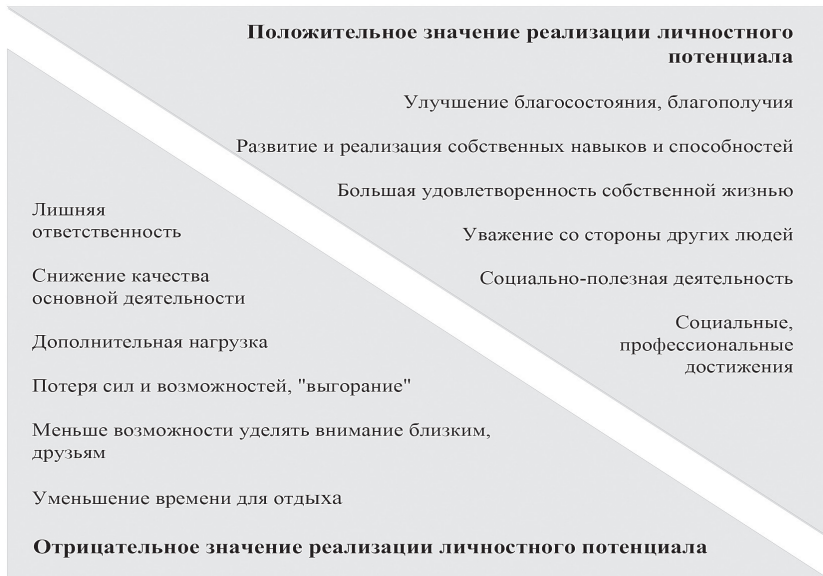 Положительное значение реализации личностного
потенциала
Улучшение благосостояния, благополучия
Развитие и реализация собственных навыков и способностей
Большая удовлетворенность собственной жизнью
Уважение со стороны других людей
Социально-полезная деятельность
Социальные,
профессиональные
достижения
Лишняя
ответственность
Снижение качества
основной деятельности
Дополнительная нагрузка
Потеря сил и возможностей, "выгорание"
Меньше возможности уделять внимание близким,
друзьям
Уменьшение времени для отдыха
Отрицательное значение реализации личностного потенциала